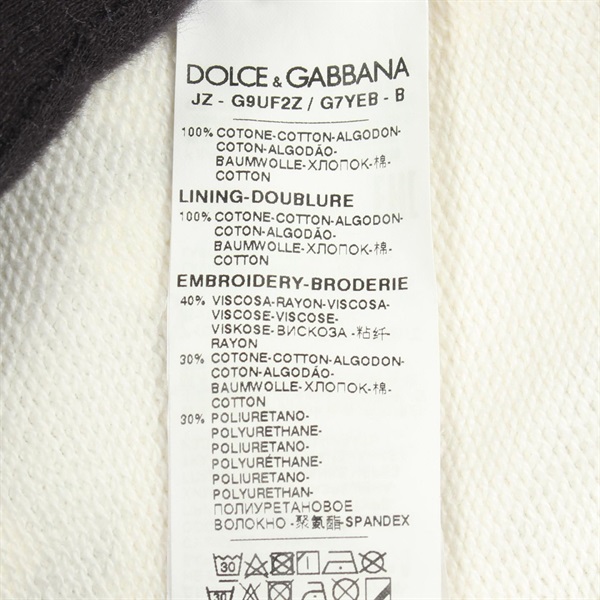 DOLCE & GABBANA
JZ - G9UF2Z / G7YEB - B
100% COTONE-COTTON-ALGODON-
COTON-ALGODÃO-
BAUMWOLLE-ХЛОПОК-棉-
COTTON
LINING-DOUBLURE
100% COTONE-COTTON-ALGODON-
COTON-ALGODÃO-
BAUMWOLLE-ХЛОПОК-棉-
COTTON
EMBROIDERY-BRODERIE
40% VISCOSA-RAYON-VISCOSA-
VISCOSE-VISCOSE-
VISKOSE-ВИСКОЗА-粘纤-
RAYON
30% COTONE-COTTON-ALGODON-
COTON-ALGODÃO-
BAUMWOLLE-ХЛОПОК-棉-
COTTON
30% POLIURETANO-
POLYURETHANE-
POLIURETANO-
POLYURÉTHANE-
POLIURETANO-
POLYURETHAN-
ПОЛИУРЕТАНОВОЕ
ВОЛОКНО-聚氨酯-SPANDEX
30
30